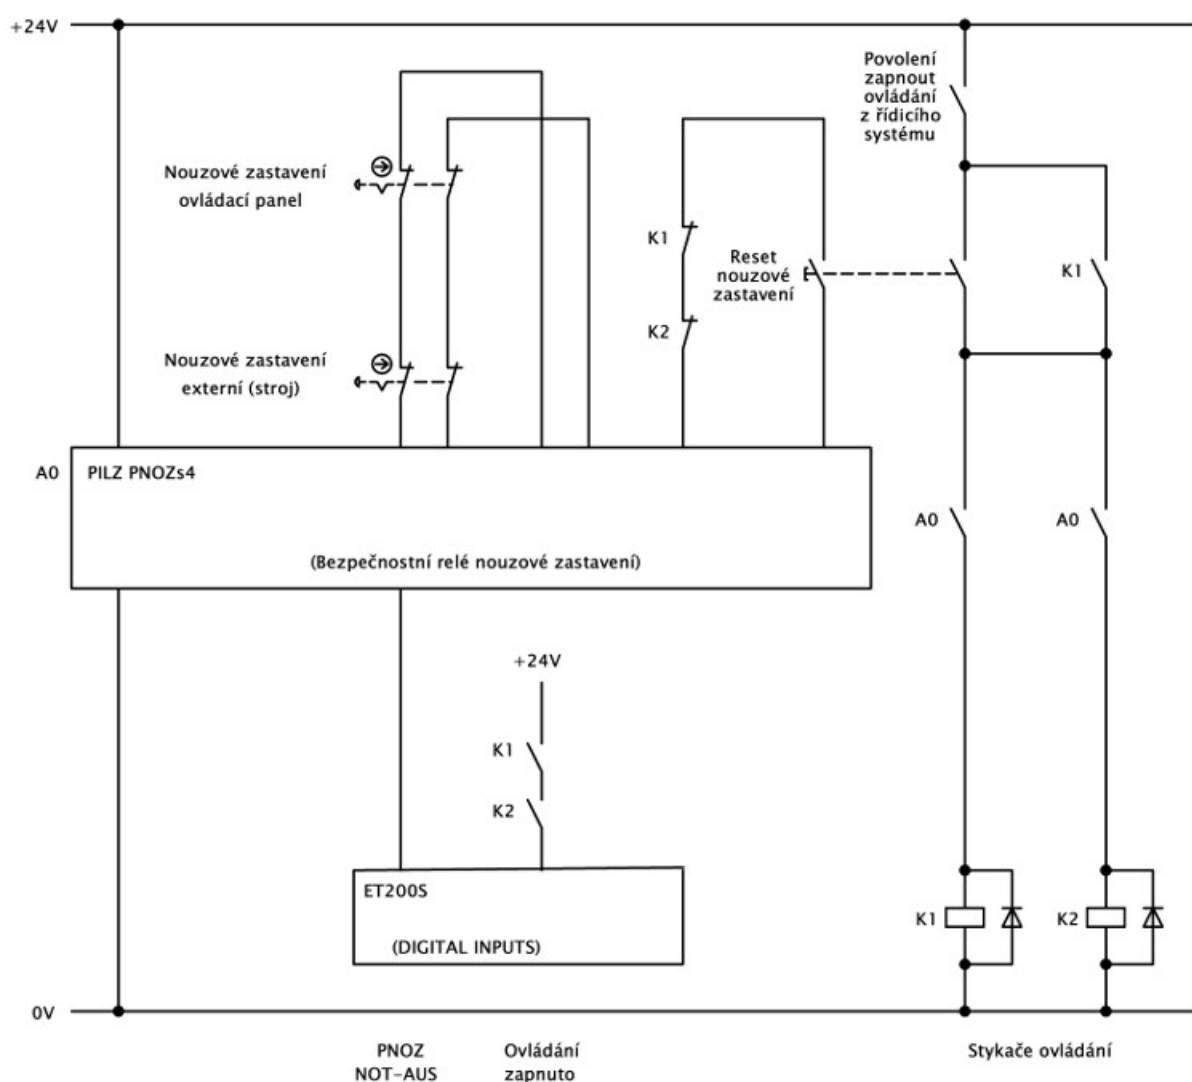 +24V
Povolení
zapnout
ovládání
z řídicího
systému
Nouzové zastavení
ovládací panel
K1
Reset
nouzové
zastavení
K1
K2
Nouzové zastavení
externí (stroj)
A0
PILZ PNOZs4
(Bezpečnostní relé nouzové zastavení)
A0
A0
+24V
K1
K2
ET200S
(DIGITAL INPUTS)
K1
K2
0V
PNOZ
NOT-AUS
Ovládání
zapnuto
Stykače ovládání